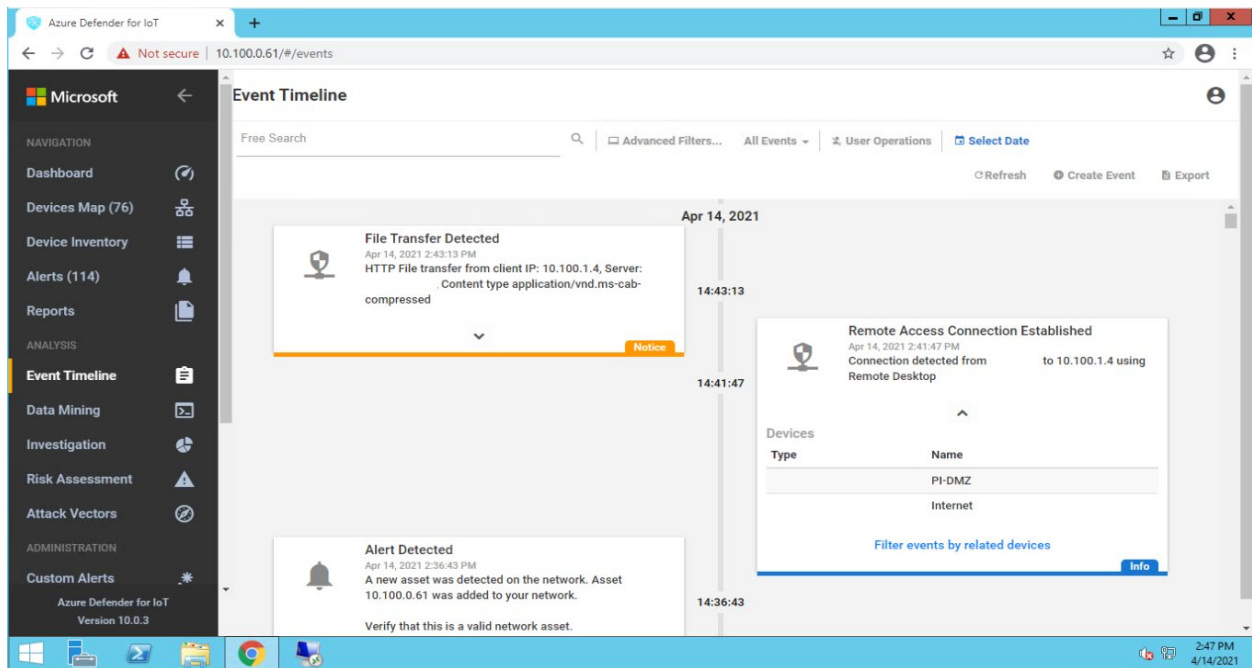 Azure Defender for IoT
Not secure | 10.100.0.61/#/events
Microsoft
Event Timeline
NAVIGATION
Free Search
Advanced Filters...
All Events
User Operations
Select Date
Dashboard
Refresh
Create Event
Export
Devices Map (76)
Device Inventory
Alerts (114)
Reports
ANALYSIS
Event Timeline
Data Mining
Investigation
Risk Assessment
Attack Vectors
ADMINISTRATION
Custom Alerts
Azure Defender for IoT
Version 10.0.3
Apr 14, 2021
File Transfer Detected
Apr 14, 2021 2:43:13 PM
HTTP File transfer from client IP: 10.100.1.4, Server:
. Content type application/vnd.ms-cab-
compressed
Notice
14:43:13
Remote Access Connection Established
Apr 14, 2021 2:41:47 PM
Connection detected from to 10.100.1.4 using
Remote Desktop
14:41:47
Devices
Type Name
PI-DMZ
Internet
Filter events by related devices
Info
Alert Detected
Apr 14, 2021 2:36:43 PM
A new asset was detected on the network. Asset
10.100.0.61 was added to your network.
Verify that this is a valid network asset.
14:36:43
2:47 PM
4/14/2021